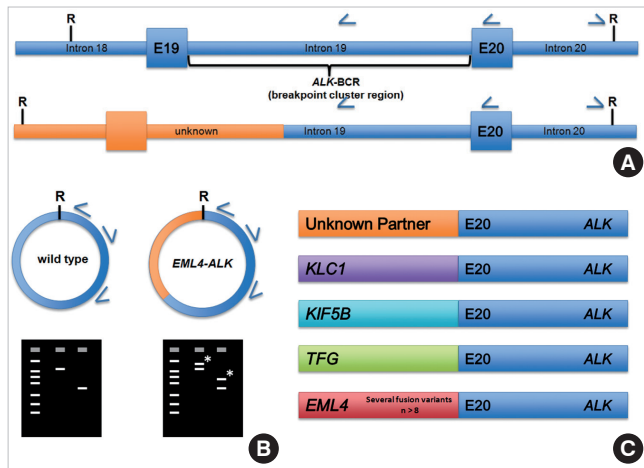 R
R
Intron 18
E19
Intron 19
E20
Intron 20
ALK-BCR
(breakpoint cluster region)
R
R
unknown
Intron 19
E20
Intron 20
A
R
wild type
R
EML4-ALK
*
*
B
Unknown Partner E20 ALK
KLC1 E20 ALK
KIF5B E20 ALK
TFG E20 ALK
EML4 Several fusion variants E20 ALK
n > 8
C